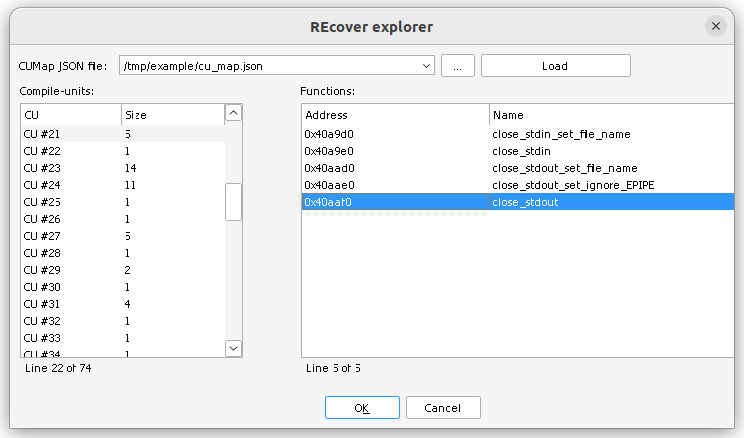 REcover explorer
CUMap JSON file: /tmp/example/cu_map.json ... Load
Compile-units: Functions:
CU Size Address Name
CU #21 5 0x40a9d0 close_stdin_set_file_name
CU #22 1 0x40a9e0 close_stdin
CU #23 14 0x40aad0 close_stdout_set_file_name
CU #24 11 0x40aae0 close_stdout_set_ignore_EPIPE
CU #25 1 0x40aaf0 close_stdout
CU #26 1
CU #27 5
CU #28 1
CU #29 2
CU #30 1
CU #31 4
CU #32 1
CU #33 1
CU #34 1
Line 22 of 74 Line 5 of 5
OK Cancel